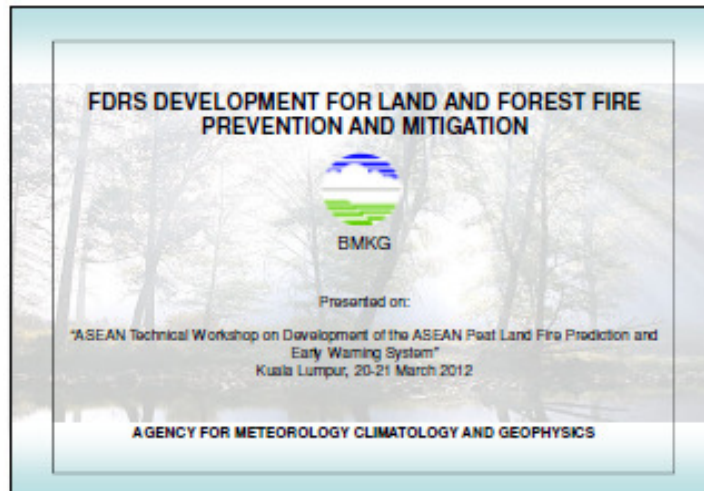 FDRS DEVELOPMENT FOR LAND AND FOREST FIRE
PREVENTION AND MITIGATION
BMKG
Presented on:
“ASEAN Technical Workshop on Development of the ASEAN Peat Land Fire Prediction and
Early Warning System”
Kuala Lumpur, 20-21 March 2012
AGENCY FOR METEOROLOGY CLIMATOLOGY AND GEOPHYSICS